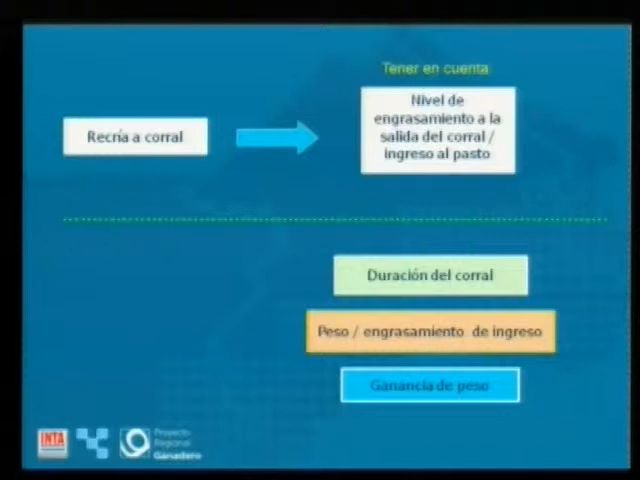 Tener en cuenta
Recría a corral
Nivel de
engrasamiento a la
salida del corral /
ingreso al pasto
Duración del corral
Peso / engrasamiento de ingreso
Ganancia de peso
INTA
Proyecto
Regional
Ganadero